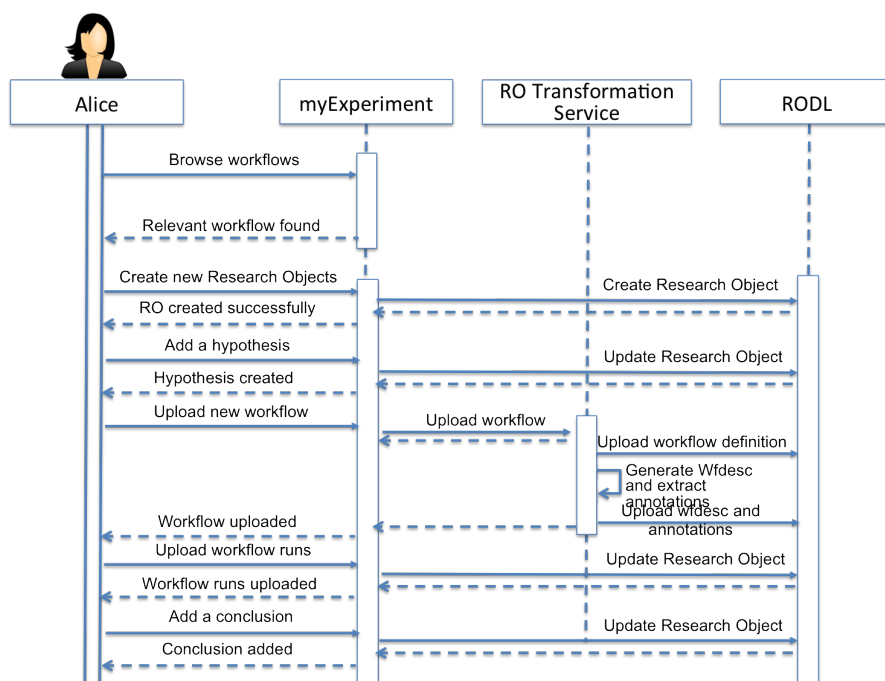 Alice
myExperiment
RO Transformation
Service
RODL
Browse workflows
Relevant workflow found
Create new Research Objects
Create Research Object
RO created successfully
Add a hypothesis
Update Research Object
Hypothesis created
Upload new workflow
Upload workflow
Upload workflow definition
Generate Wfdesc
and extract
annotations
Upload wfdesc and
annotations
Workflow uploaded
Upload workflow runs
Update Research Object
Workflow runs uploaded
Add a conclusion
Update Research Object
Conclusion added